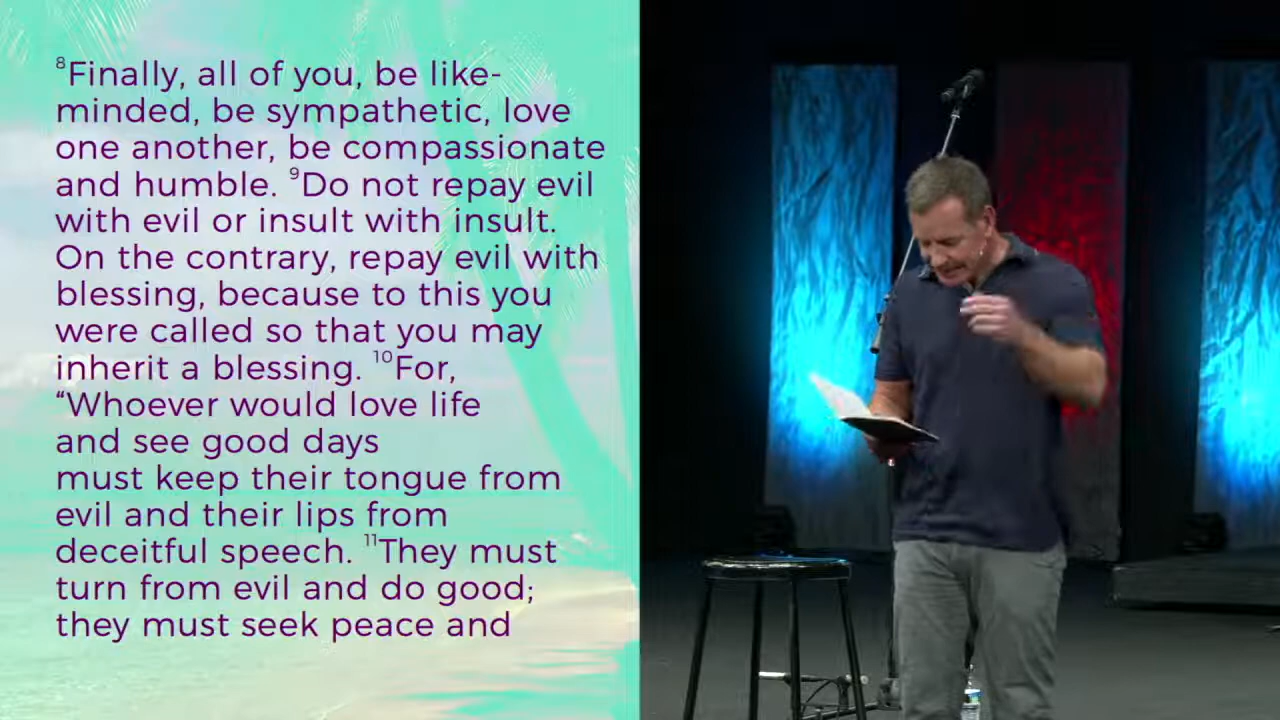 ⁸Finally, all of you, be like-
minded, be sympathetic, love
one another, be compassionate
and humble. ⁹Do not repay evil
with evil or insult with insult.
On the contrary, repay evil with
blessing, because to this you
were called so that you may
inherit a blessing. ¹⁰For,
“Whoever would love life
and see good days
must keep their tongue from
evil and their lips from
deceitful speech. ¹¹They must
turn from evil and do good;
they must seek peace and